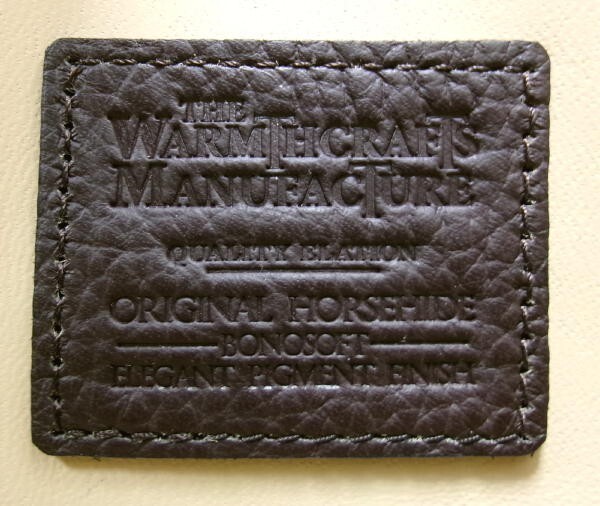 THE
WARMTHCRAFTS
MANUFACTURE
QUALITY ELATION
ORIGINAL HORSEHIDE
BONOSOFT
ELEGANT PIGMENT FINISH